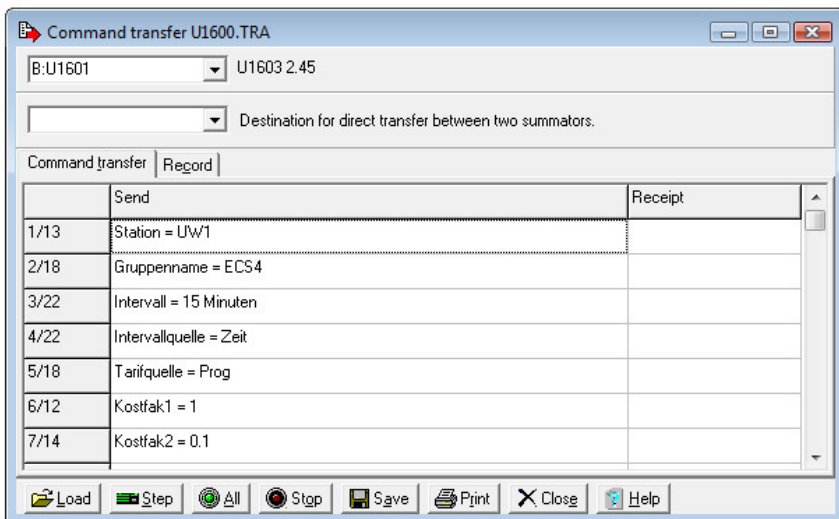 Command transfer U1600.TRA
B:U1601 U1603 2.45
Destination for direct transfer between two summators.
Command transfer Record
Send Receipt
1/13 Station = UW1
2/18 Gruppenname = ECS4
3/22 Intervall = 15 Minuten
4/22 Intervallquelle = Zeit
5/18 Tarifquelle = Prog
6/12 Kostfak1 = 1
7/14 Kostfak2 = 0.1
Load Step All Stop Save Print Close Help